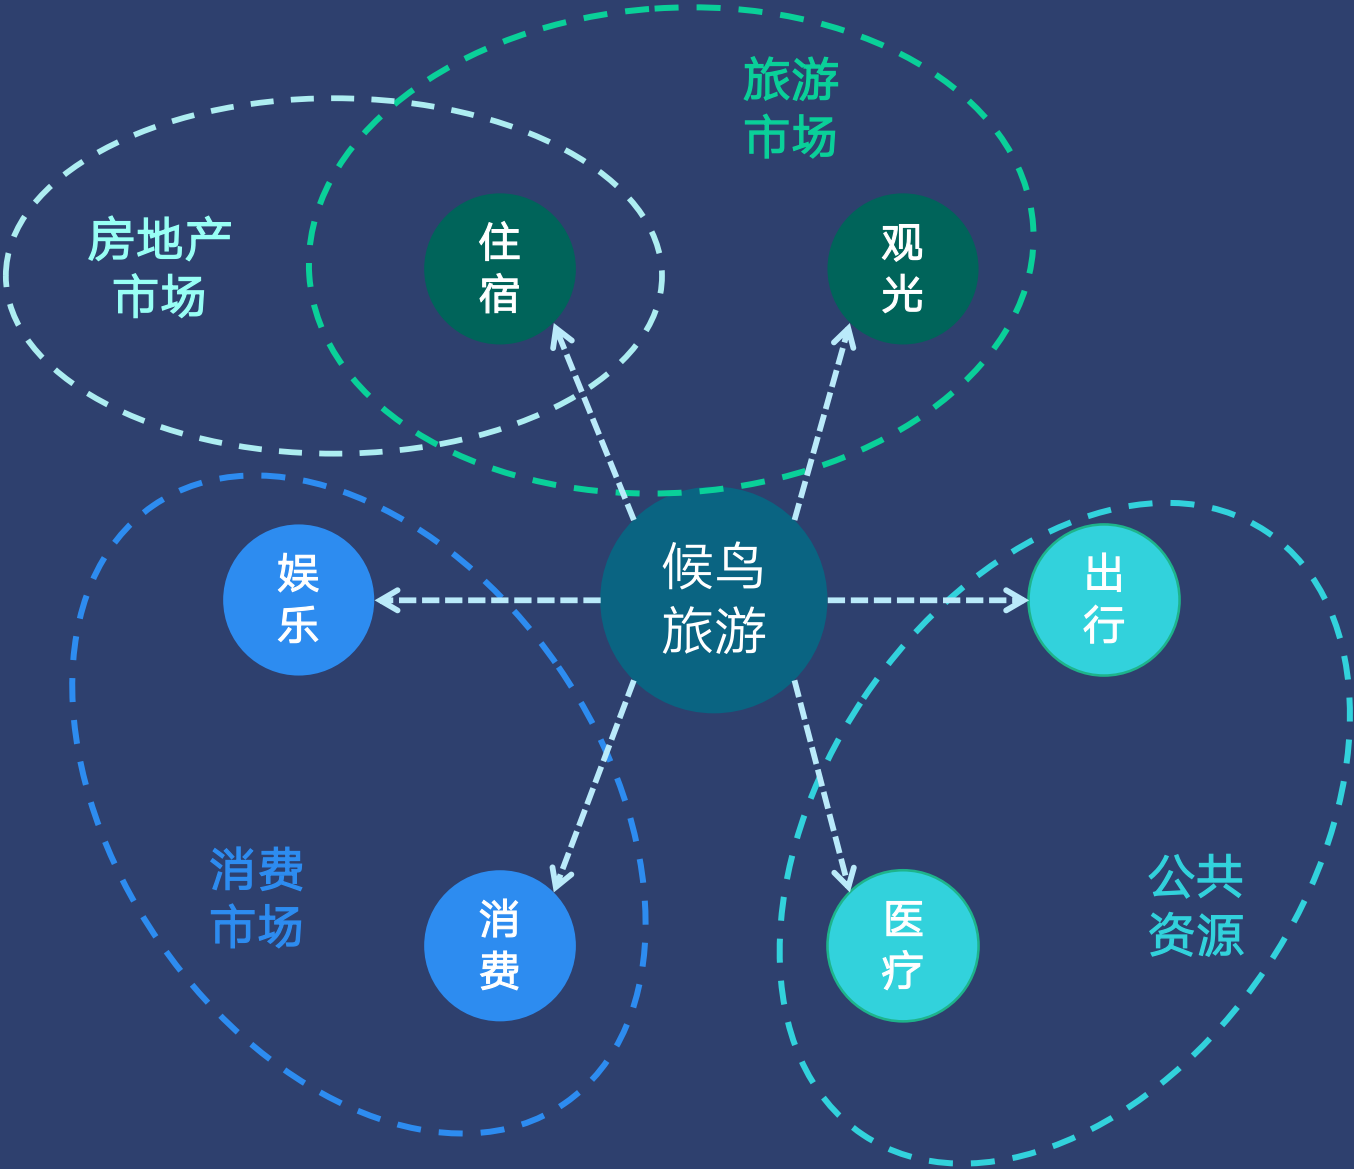 旅游
市场
房地产
市场
住
宿
观
光
娱
乐
候鸟
旅游
出
行
消费
市场
消
费
医
疗
公共
资源